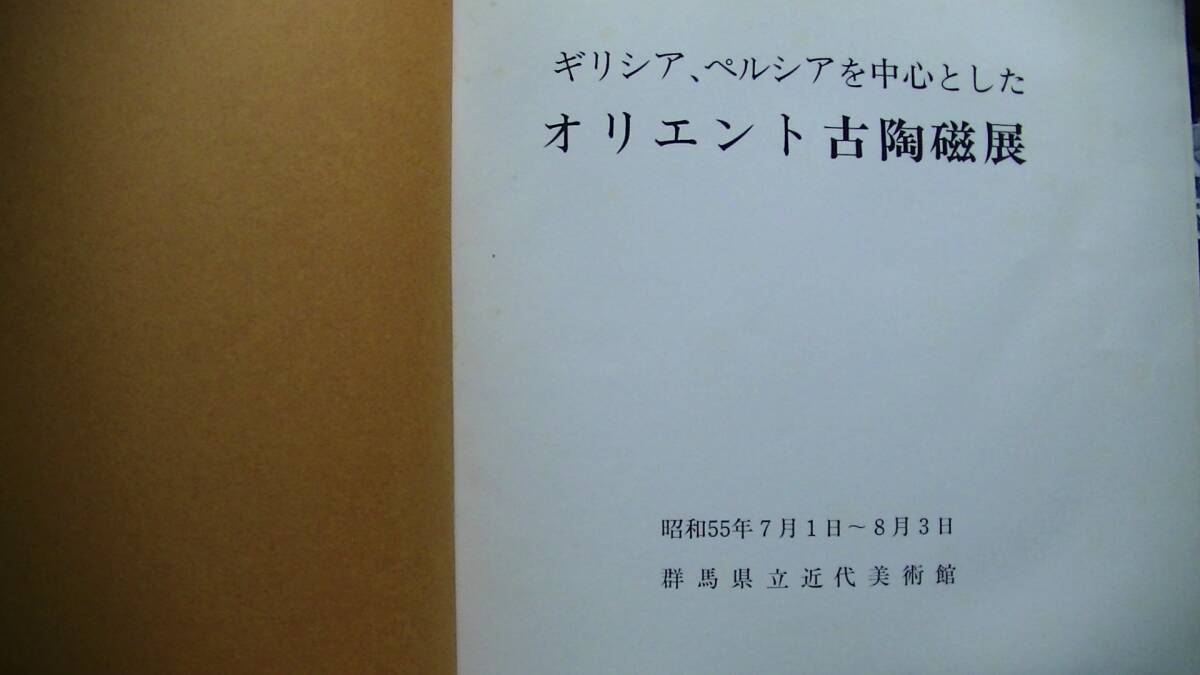 ギリシア、ペルシアを中心とした
オリエント古陶磁展
昭和55年7月1日～8月3日
群馬県立近代美術館